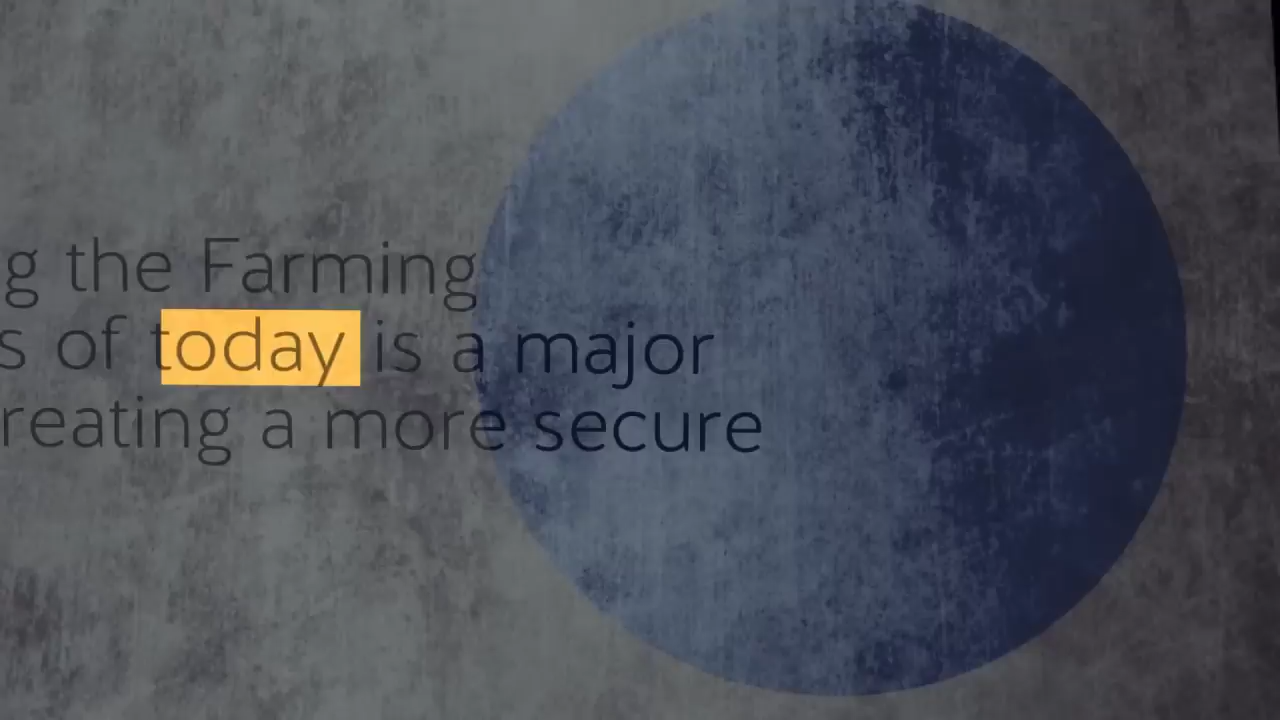 g the Farming
s of today is a major
reating a more secure